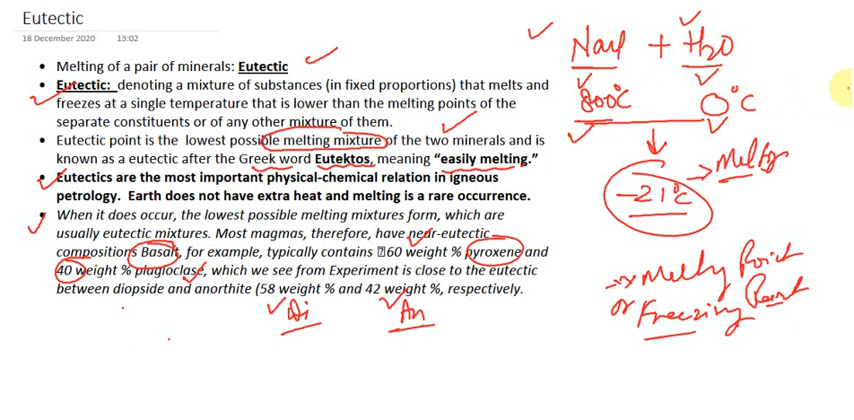 Eutectic
18 December 2020 13:02
• Melting of a pair of minerals: Eutectic
• Eutectic: denoting a mixture of substances (in fixed proportions) that melts and
freezes at a single temperature that is lower than the melting points of the
separate constituents or of any other mixture of them.
• Eutectic point is the lowest possible melting mixture of the two minerals and is
known as a eutectic after the Greek word Eutektos, meaning “easily melting.”
• Eutectics are the most important physical-chemical relation in igneous
petrology. Earth does not have extra heat and melting is a rare occurrence.
• When it does occur, the lowest possible melting mixtures form, which are
usually eutectic mixtures. Most magmas, therefore, have near-eutectic
compositions Basalt, for example, typically contains 60 weight % pyroxene and
40 weight % plagioclase, which we see from Experiment is close to the eutectic
between diopside and anorthite (58 weight % and 42 weight %, respectively.
Di An
NaCl + H2O
800°C 0°C
-21°C → Melting
→ Melting Point
or Freezing Point